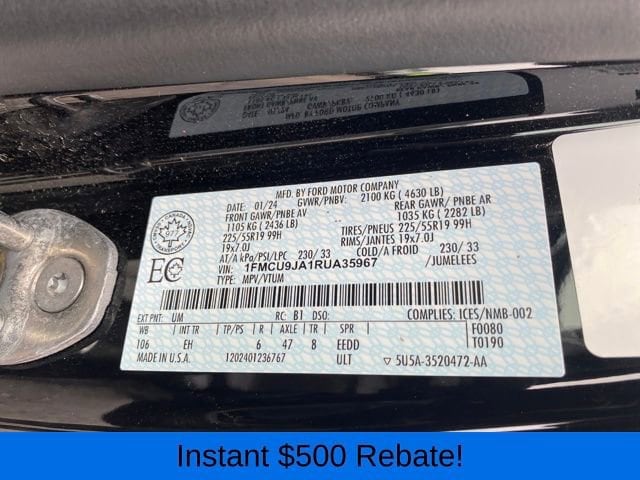 MFD. BY FORD MOTOR COMPANY
01/24 GVWR/PNBV: 2100 KG ( 4630 LB)
FRONT GAWR/PNBE AV REAR GAWR / PNBE AR
1105 KG ( 2436 LB) 1035 KG ( 2282 LB)
225/55R19 99H TIRES/PNEUS 225/55R19 99H
19x7.0J RIMS/JANTES 19x7.0J
AT/A kPa/PSI/LPC 230/ 33 COLD/A FROID 230/ 33
VIN: 1FMCU9JA1RUA35967 /JUMELEES
TYPE: MPV/VTUM
CANADA
977
TRANSPORT
EC
EXT PNT: UM RC: B1 DSO: COMPLIES: ICES/NMB-002
WB INT TR TP/PS R AXLE TR SPR F0080
106 EH 6 47 8 EEDD T0190
MADE IN U.S.A. 1202401236767 ULT ▽ 5U5A-3520472-AA
Instant $500 Rebate!